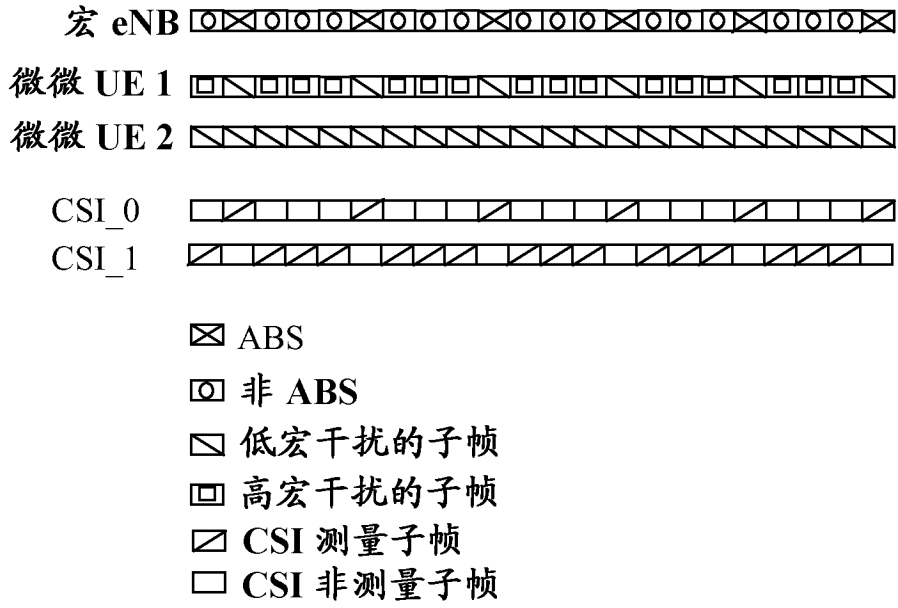 宏 eNB
微微 UE 1
微微 UE 2
CSI_0
CSI_1
ABS
非 ABS
低宏干扰的子帧
高宏干扰的子帧
CSI 测量子帧
CSI 非测量子帧